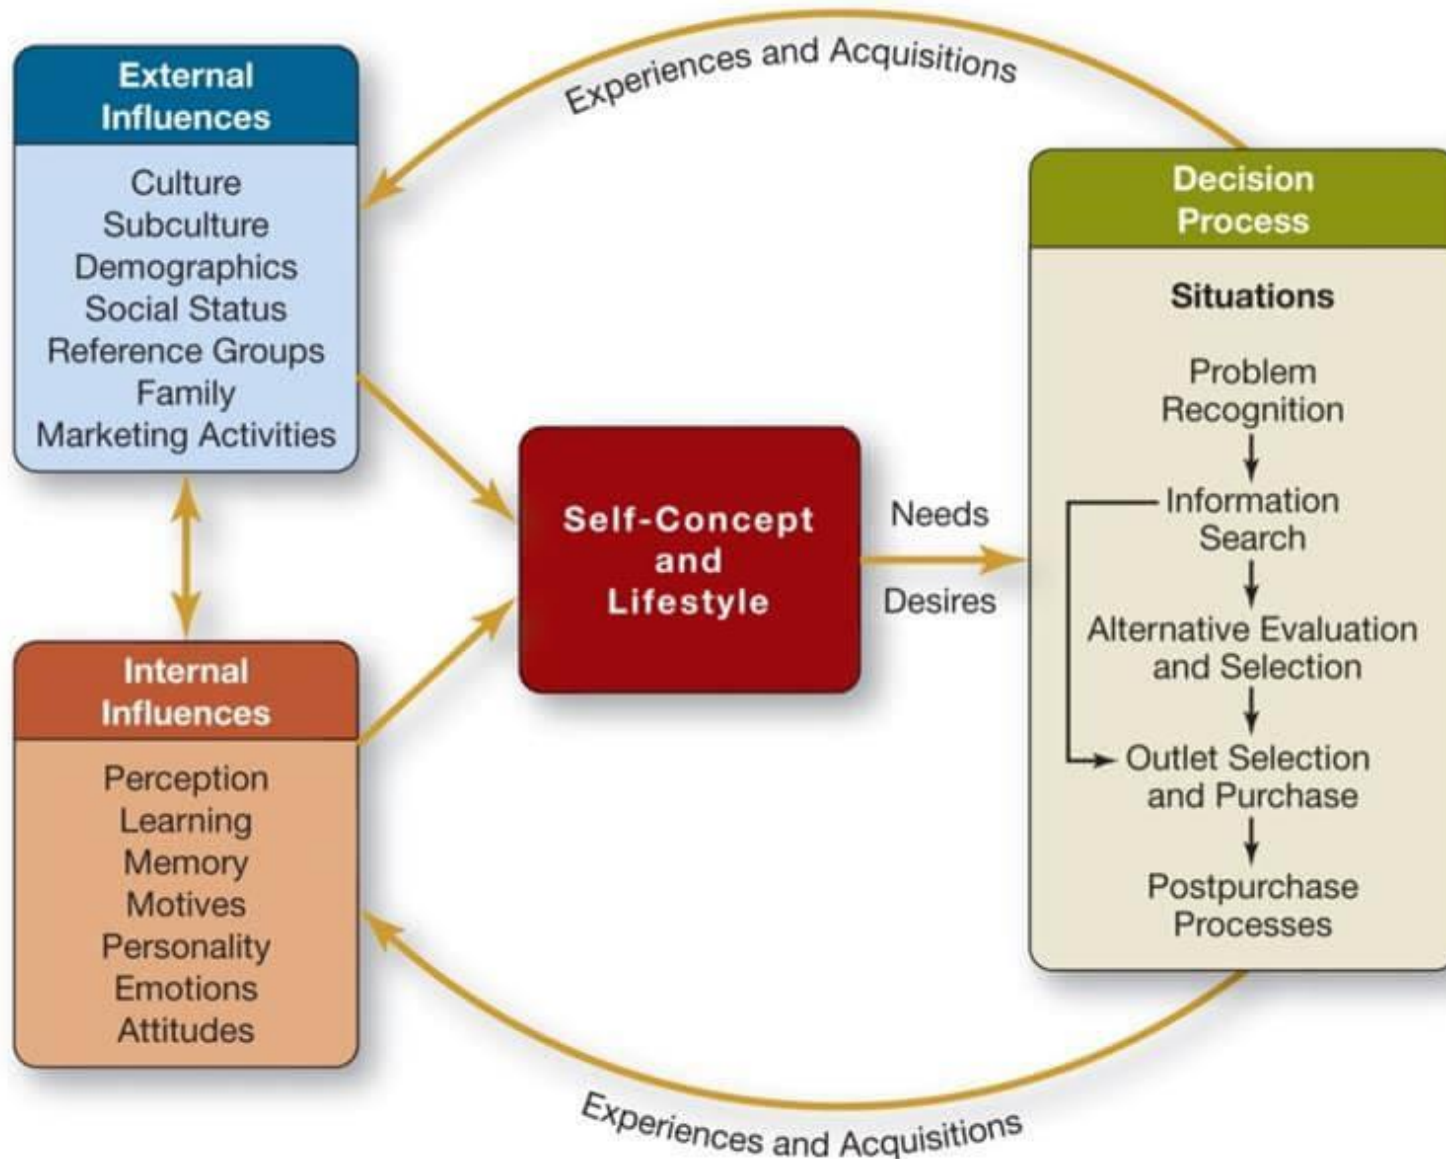 Experiences and Acquisitions
External
Influences
Culture
Subculture
Demographics
Social Status
Reference Groups
Family
Marketing Activities
Internal
Influences
Perception
Learning
Memory
Motives
Personality
Emotions
Attitudes
Self-Concept
and
Lifestyle
Needs
Desires
Decision
Process
Situations
Problem
Recognition
Information
Search
Alternative Evaluation
and Selection
Outlet Selection
and Purchase
Postpurchase
Processes
Experiences and Acquisitions